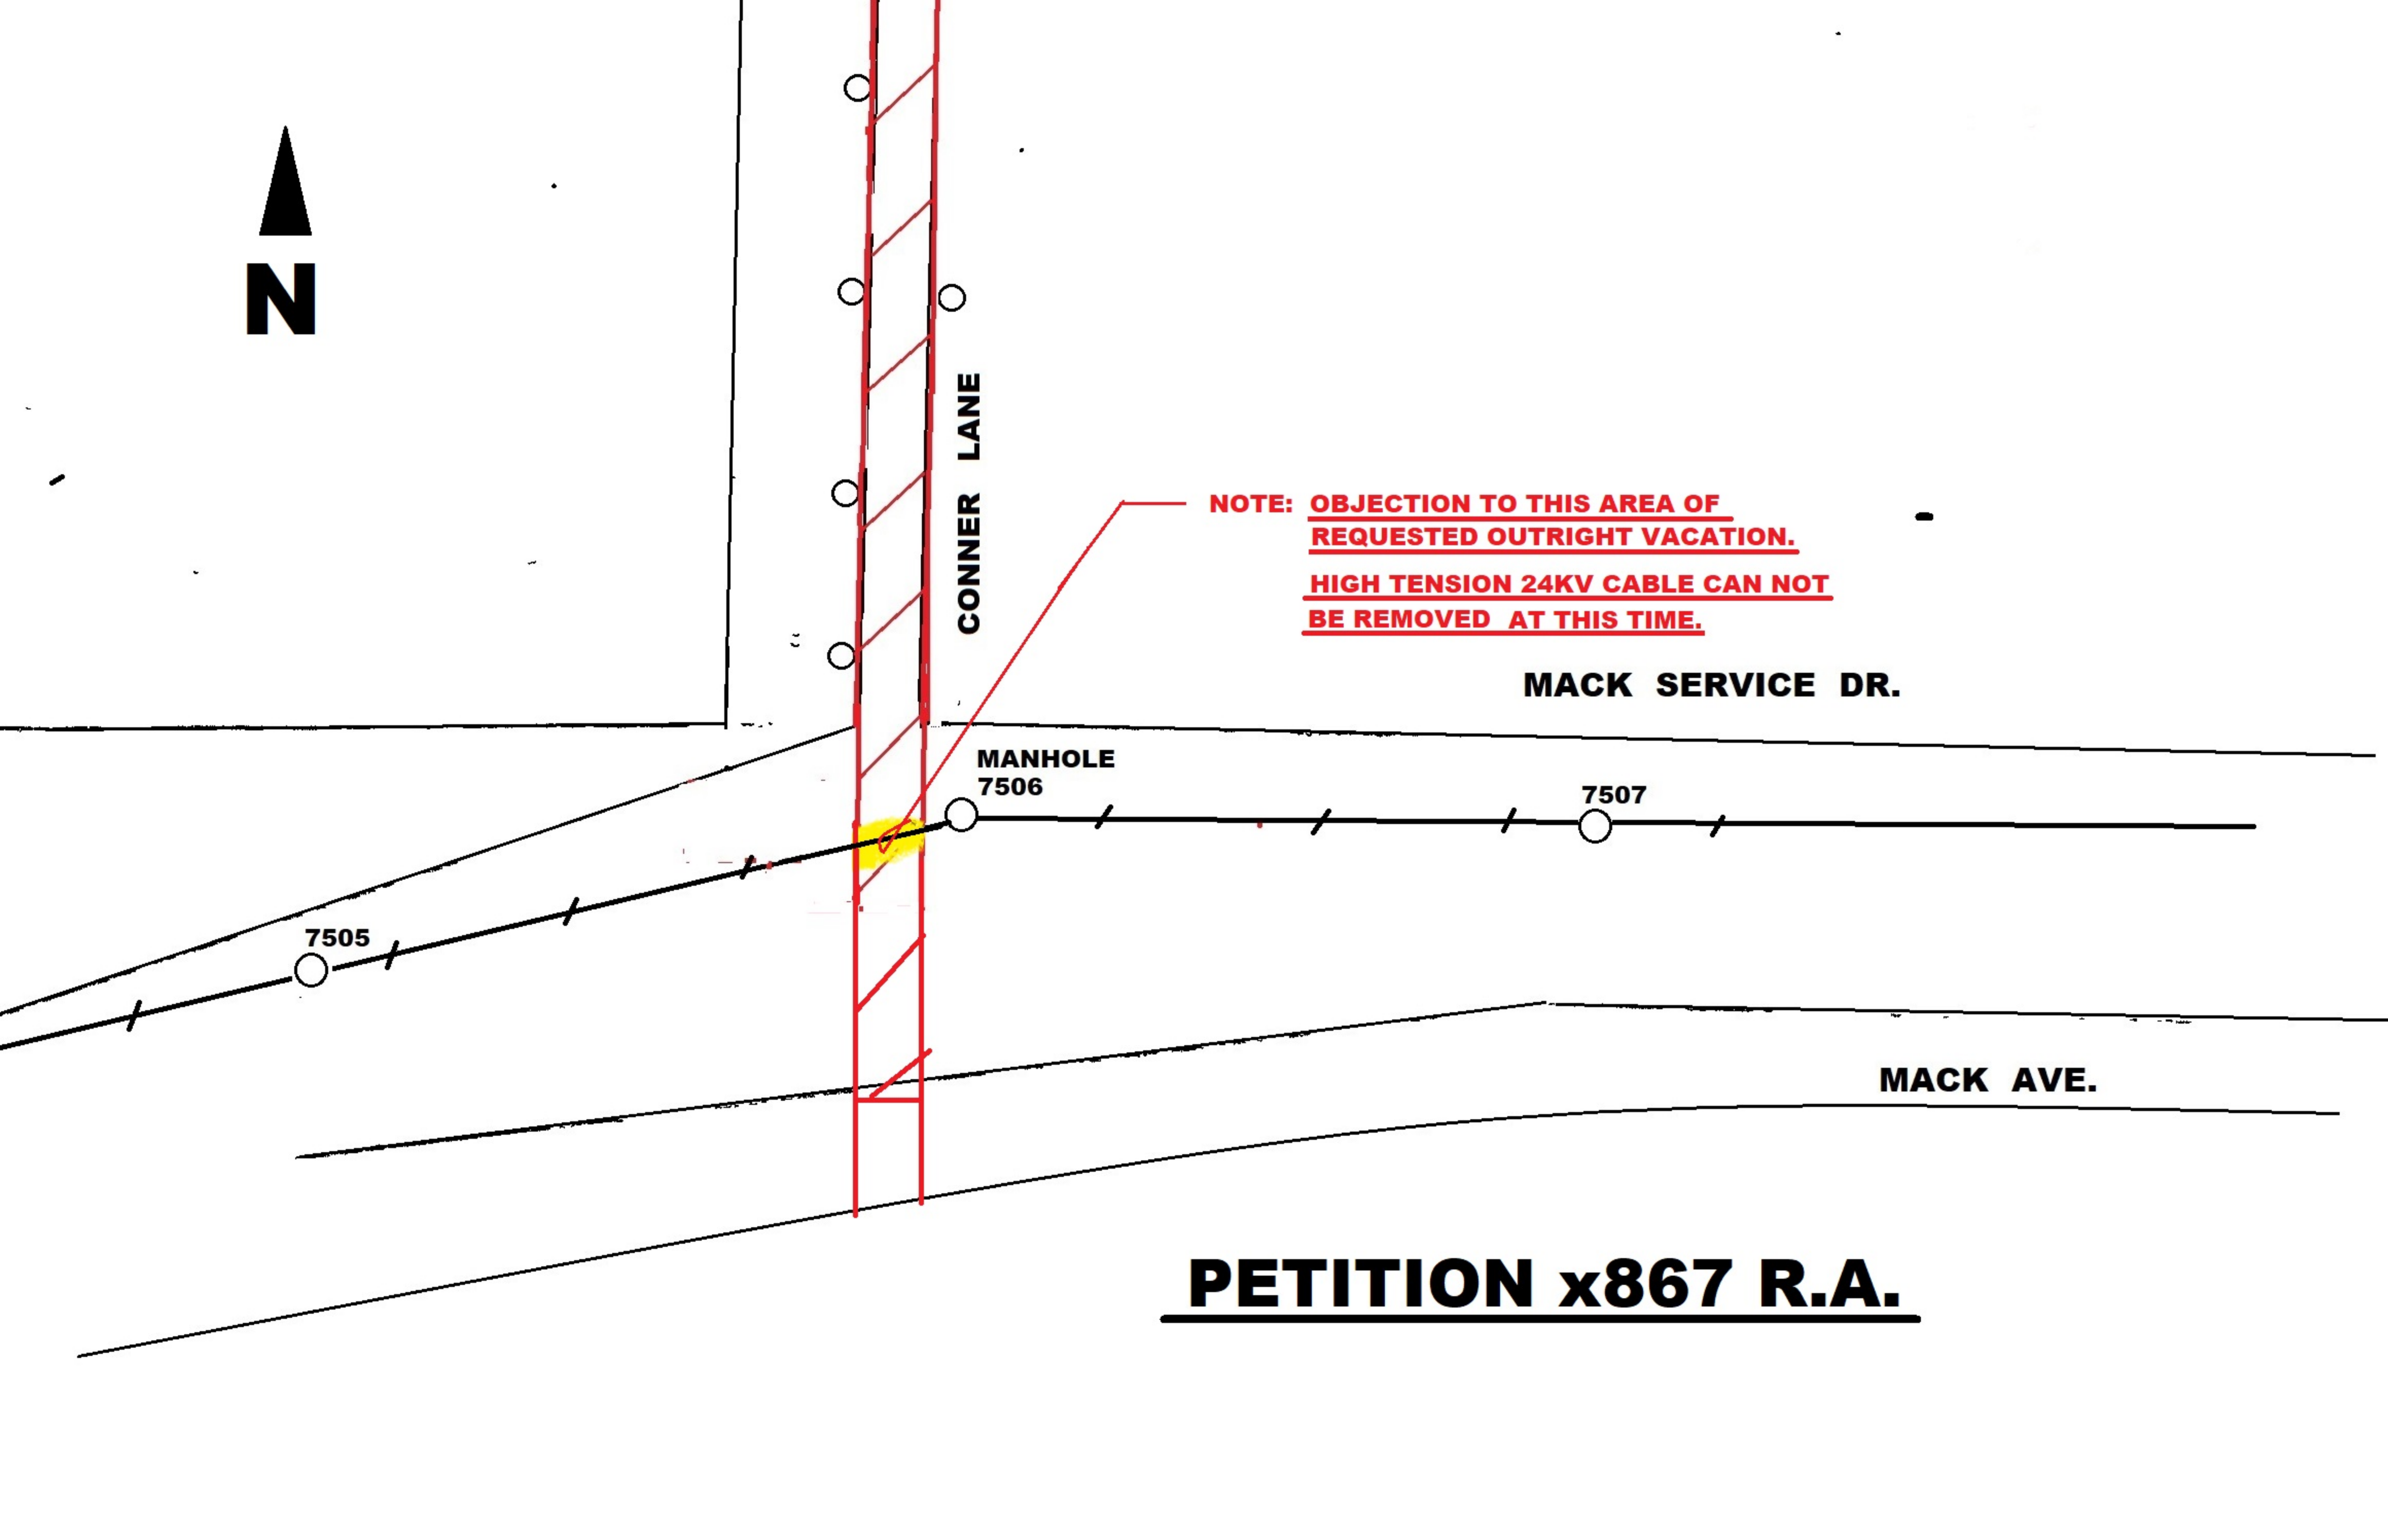 N
CONNER LANE
NOTE: OBJECTION TO THIS AREA OF
REQUESTED OUTRIGHT VACATION.
HIGH TENSION 24KV CABLE CAN NOT
BE REMOVED AT THIS TIME.
MACK SERVICE DR.
MANHOLE
7506
7507
7505
MACK AVE.
PETITION x867 R.A.